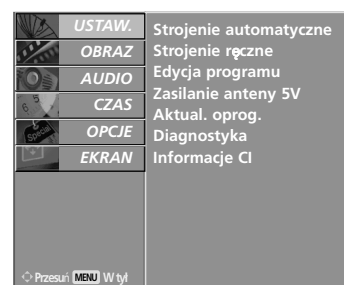 USTAW.
OBRAZ
AUDIO
CZAS
OPCJE
EKRAN
Strojenie automatyczne
Strojenie ręczne
Edycja programu
Zasilanie anteny 5V
Aktual. oprog.
Diagnostyka
Informacje CI
Przesuń MENU W tył